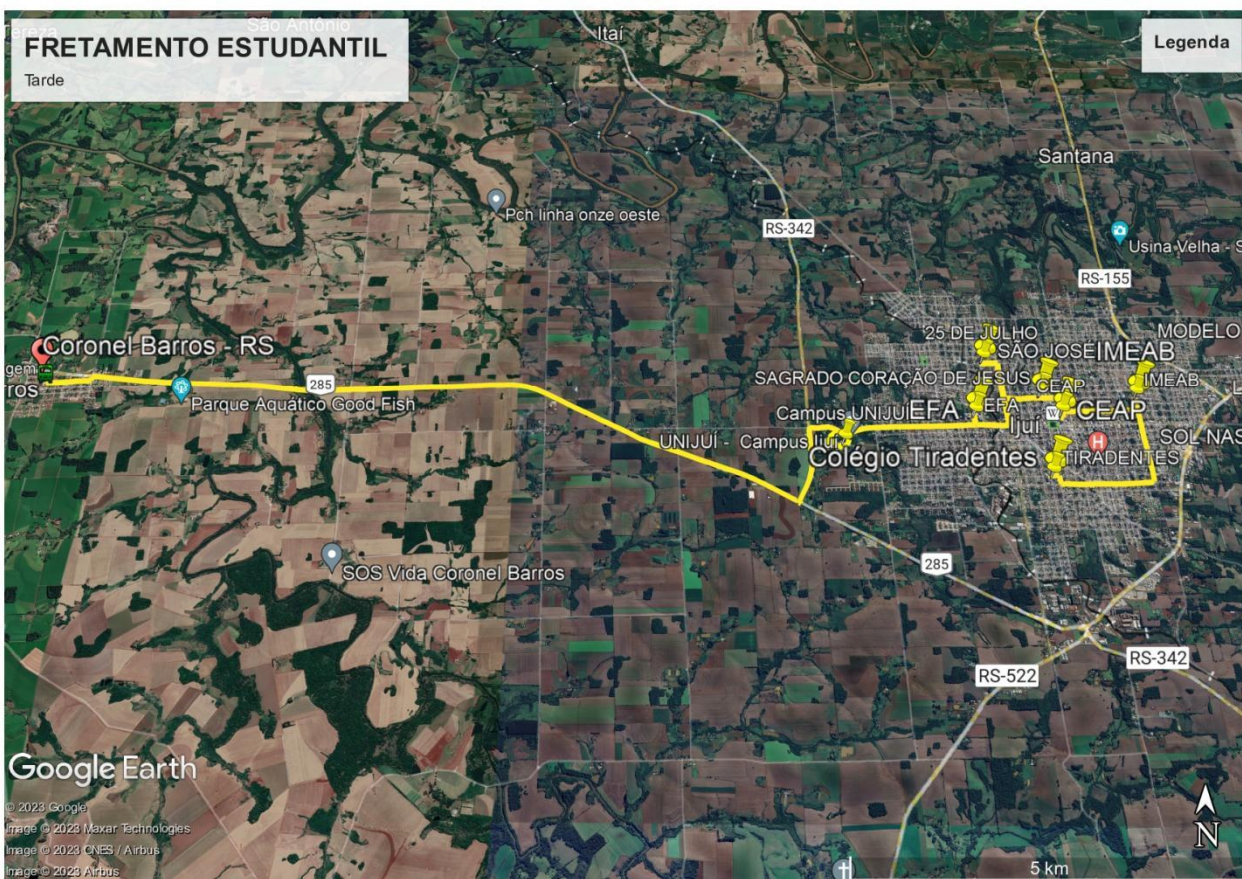 FRETAMENTO ESTUDANTIL
Tarde
Legenda
São Antônio
Itaí
Santana
Pch linha onze oeste
RS-342
Usina Velha - S
RS-155
25 DE JULHO
MODELO
SÃO JOSÉ
IMEAB
Coronel Barros - RS
gem
rros
285
Parque Aquático Good Fish
SAGRADO CORAÇÃO DE JESUS
CEAP
IMEAB
Campus UNIJUÍ
EFA
EFA
CEAP
Ijuí
UNIJUÍ - Campus Ijuí
Colégio Tiradentes
TIRADENTES
H
W
SOL NAS
285
SOS Vida Coronel Barros
RS-522
RS-342
Google Earth
© 2023 Google
Image © 2023 Maxar Technologies
Image © 2023 CNES / Airbus
Image © 2023 Airbus
N
5 km